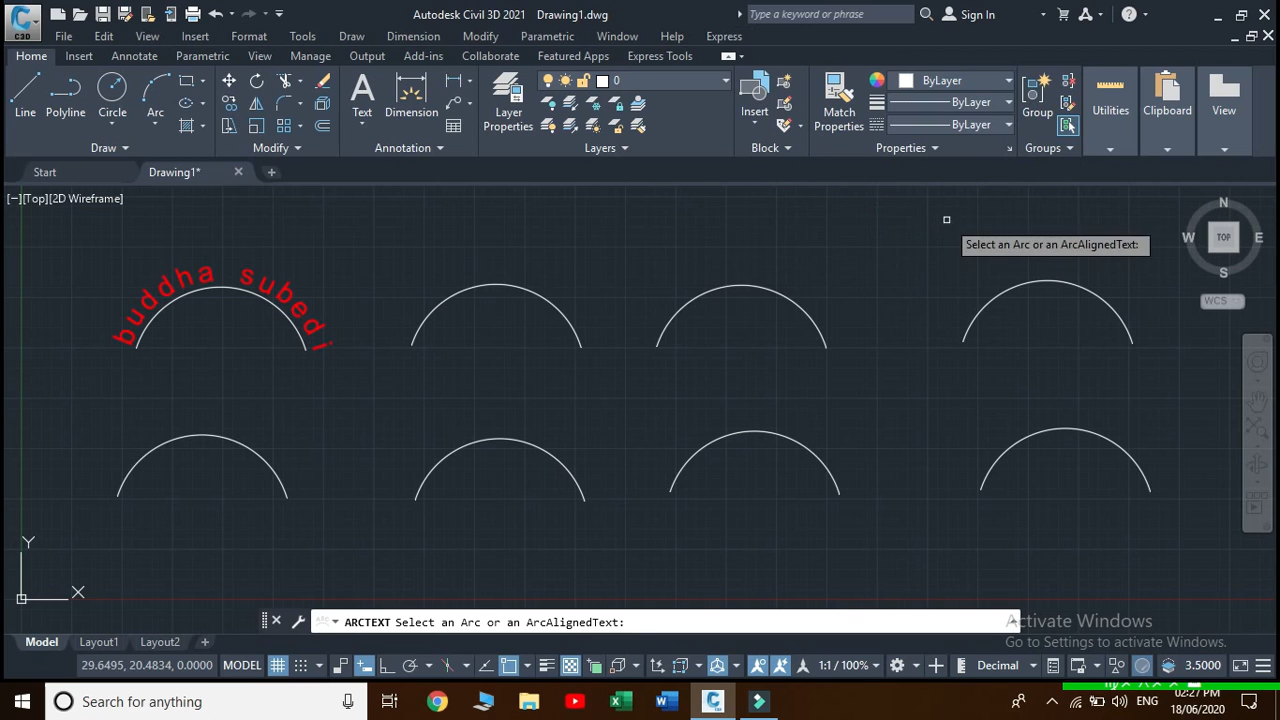 Autodesk Civil 3D 2021 Drawing1.dwg
Type a keyword or phrase
Sign In
C3D
File Edit View Insert Format Tools Draw Dimension Modify Parametric Window Help Express
Home Insert Annotate Parametric View Manage Output Add-ins Collaborate Featured Apps Express Tools
Line Polyline Circle Arc
Text Dimension
Layer Properties
0
Insert
Match Properties
ByLayer
ByLayer
ByLayer
Group
Utilities Clipboard View
Draw Modify Annotation Layers Block Properties Groups
Start Drawing1*
[−][Top][2D Wireframe]
N
W TOP E
S
WCS
Select an Arc or an ArcAlignedText:
buddha subedi
Y
X
ARCTEXT Select an Arc or an ArcAlignedText:
Activate Windows
Go to Settings to activate Windows.
Model Layout1 Layout2
29.6495, 20.4834, 0.0000 MODEL 1:1 / 100% Decimal 3.5000
Search for anything
ENG
02:27 PM
18/06/2020